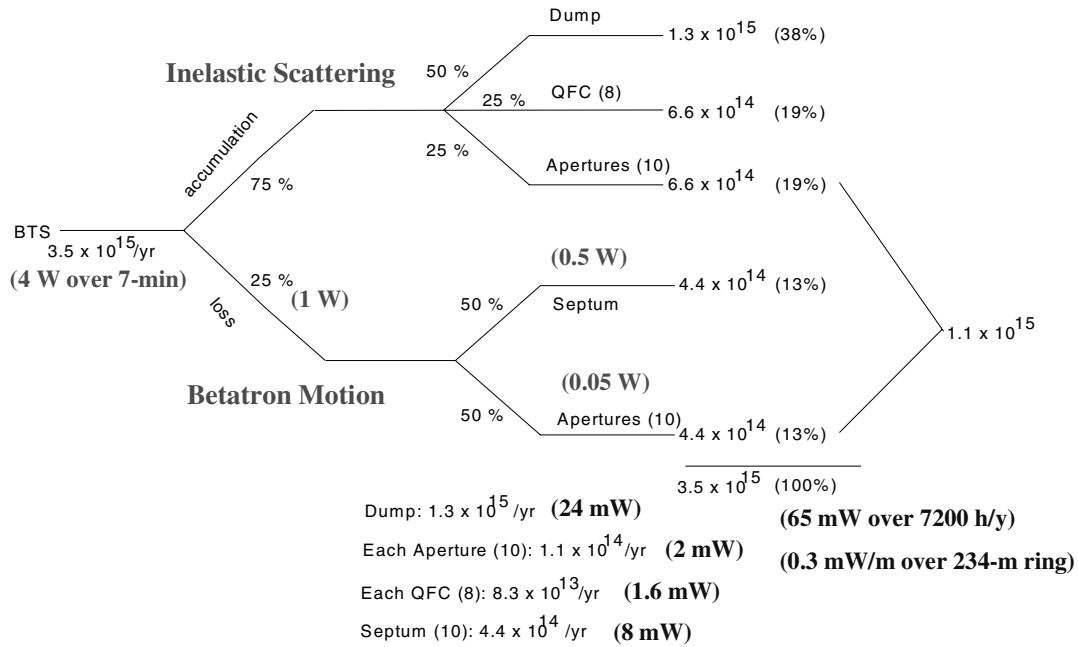 Dump
1.3 x 10^15 (38%)
Inelastic Scattering
50 %
25 %
QFC (8)
6.6 x 10^14 (19%)
accumulation
25 %
Apertures (10)
6.6 x 10^14 (19%)
75 %
BTS
3.5 x 10^15/yr
(4 W over 7-min)
25 %
(1 W)
loss
(0.5 W)
50 %
Septum
4.4 x 10^14 (13%)
1.1 x 10^15
Betatron Motion
(0.05 W)
50 %
Apertures (10)
4.4 x 10^14 (13%)
3.5 x 10^15 (100%)
Dump: 1.3 x 10^15 /yr (24 mW)
(65 mW over 7200 h/y)
Each Aperture (10): 1.1 x 10^14/yr (2 mW)
(0.3 mW/m over 234-m ring)
Each QFC (8): 8.3 x 10^13/yr (1.6 mW)
Septum (10): 4.4 x 10^14 /yr (8 mW)